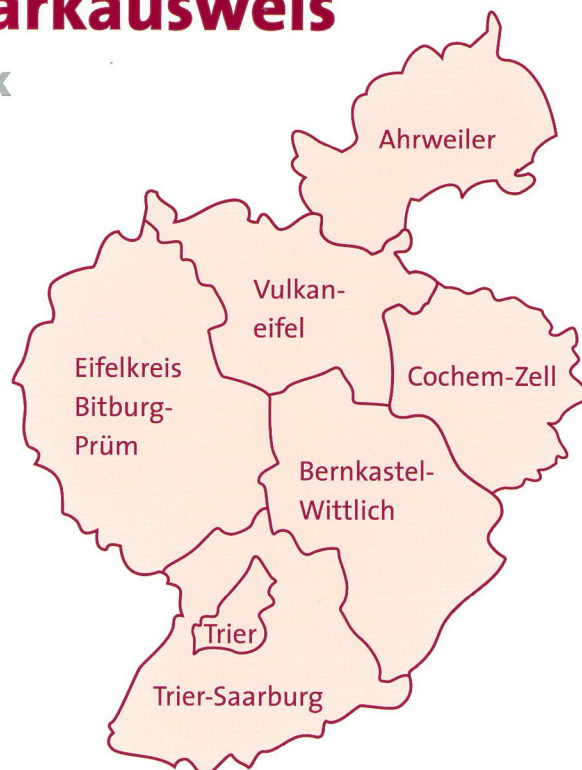 arkausweis
x
Ahrweiler
Vulkan-
eifel
Eifelkreis
Bitburg-
Prüm
Cochem-Zell
Bernkastel-
Wittlich
Trier
Trier-Saarburg